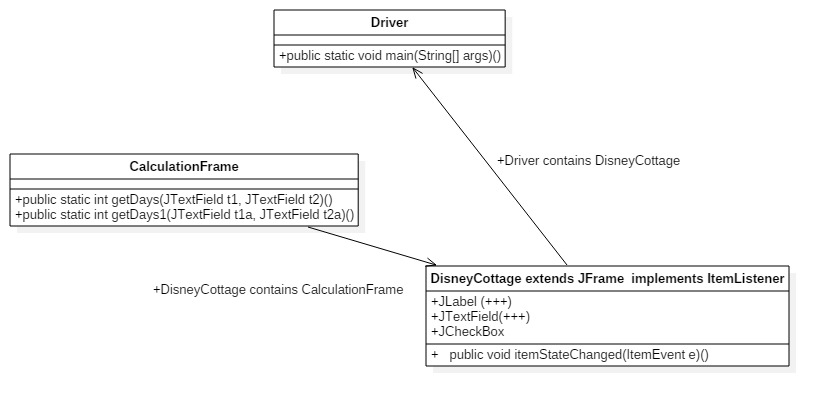 Driver
+public static void main(String[] args)()
+Driver contains DisneyCottage
CalculationFrame
+public static int getDays(JTextField t1, JTextField t2)()
+public static int getDays1(JTextField t1a, JTextField t2a)()
+DisneyCottage contains CalculationFrame
DisneyCottage extends JFrame  implements ItemListener
+JLabel (+++)
+JTextField(+++)
+JCheckBox
+   public void itemStateChanged(ItemEvent e)()